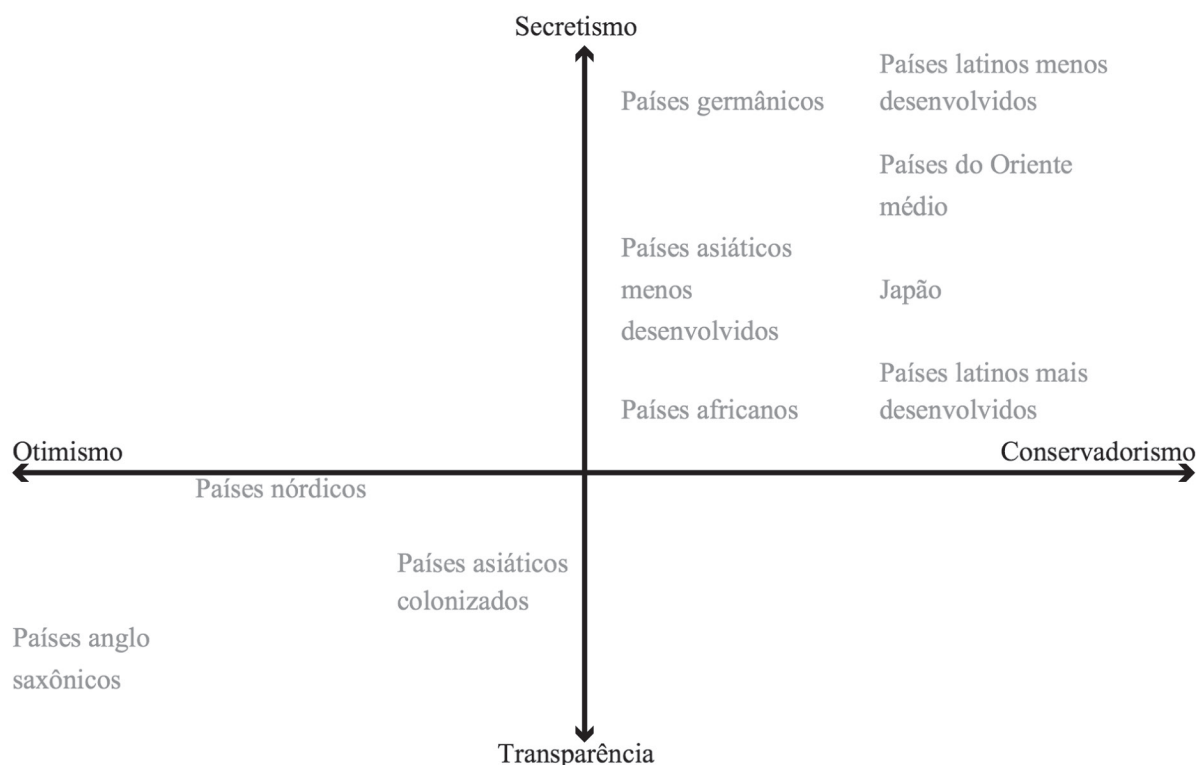 Secretismo
Países latinos menos
desenvolvidos
Países germânicos
Países do Oriente
médio
Países asiáticos
menos
desenvolvidos
Japão
Países latinos mais
desenvolvidos
Países africanos
Otimismo
Conservadorismo
Países nórdicos
Países asiáticos
colonizados
Países anglo
saxônicos
Transparência